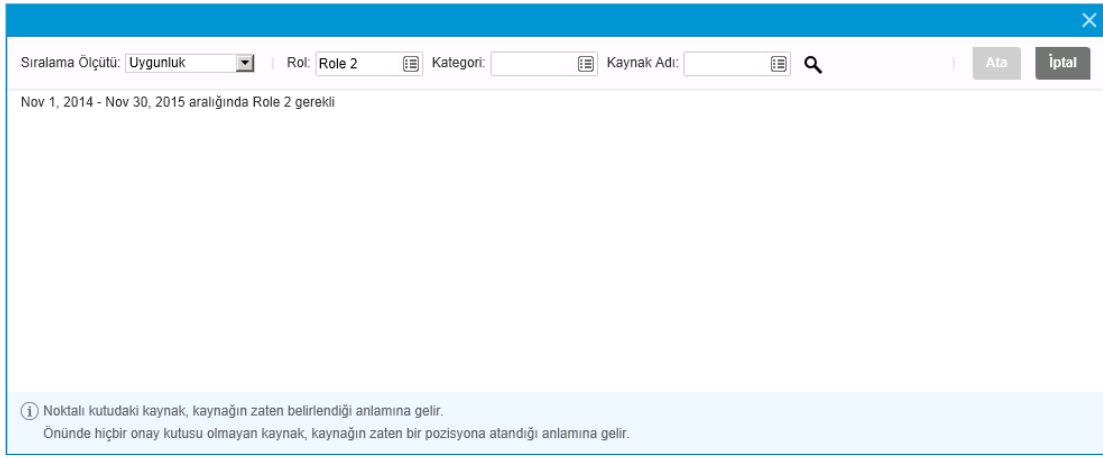 Sıralama Ölçütü: Uygunluk Rol: Role 2 Kategori: Kaynak Adı: Ata İptal
Nov 1, 2014 - Nov 30, 2015 aralığında Role 2 gerekli
Noktalı kutudaki kaynak, kaynağın zaten belirlendiği anlamına gelir.
Önünde hiçbir onay kutusu olmayan kaynak, kaynağın zaten bir pozisyona atandığı anlamına gelir.